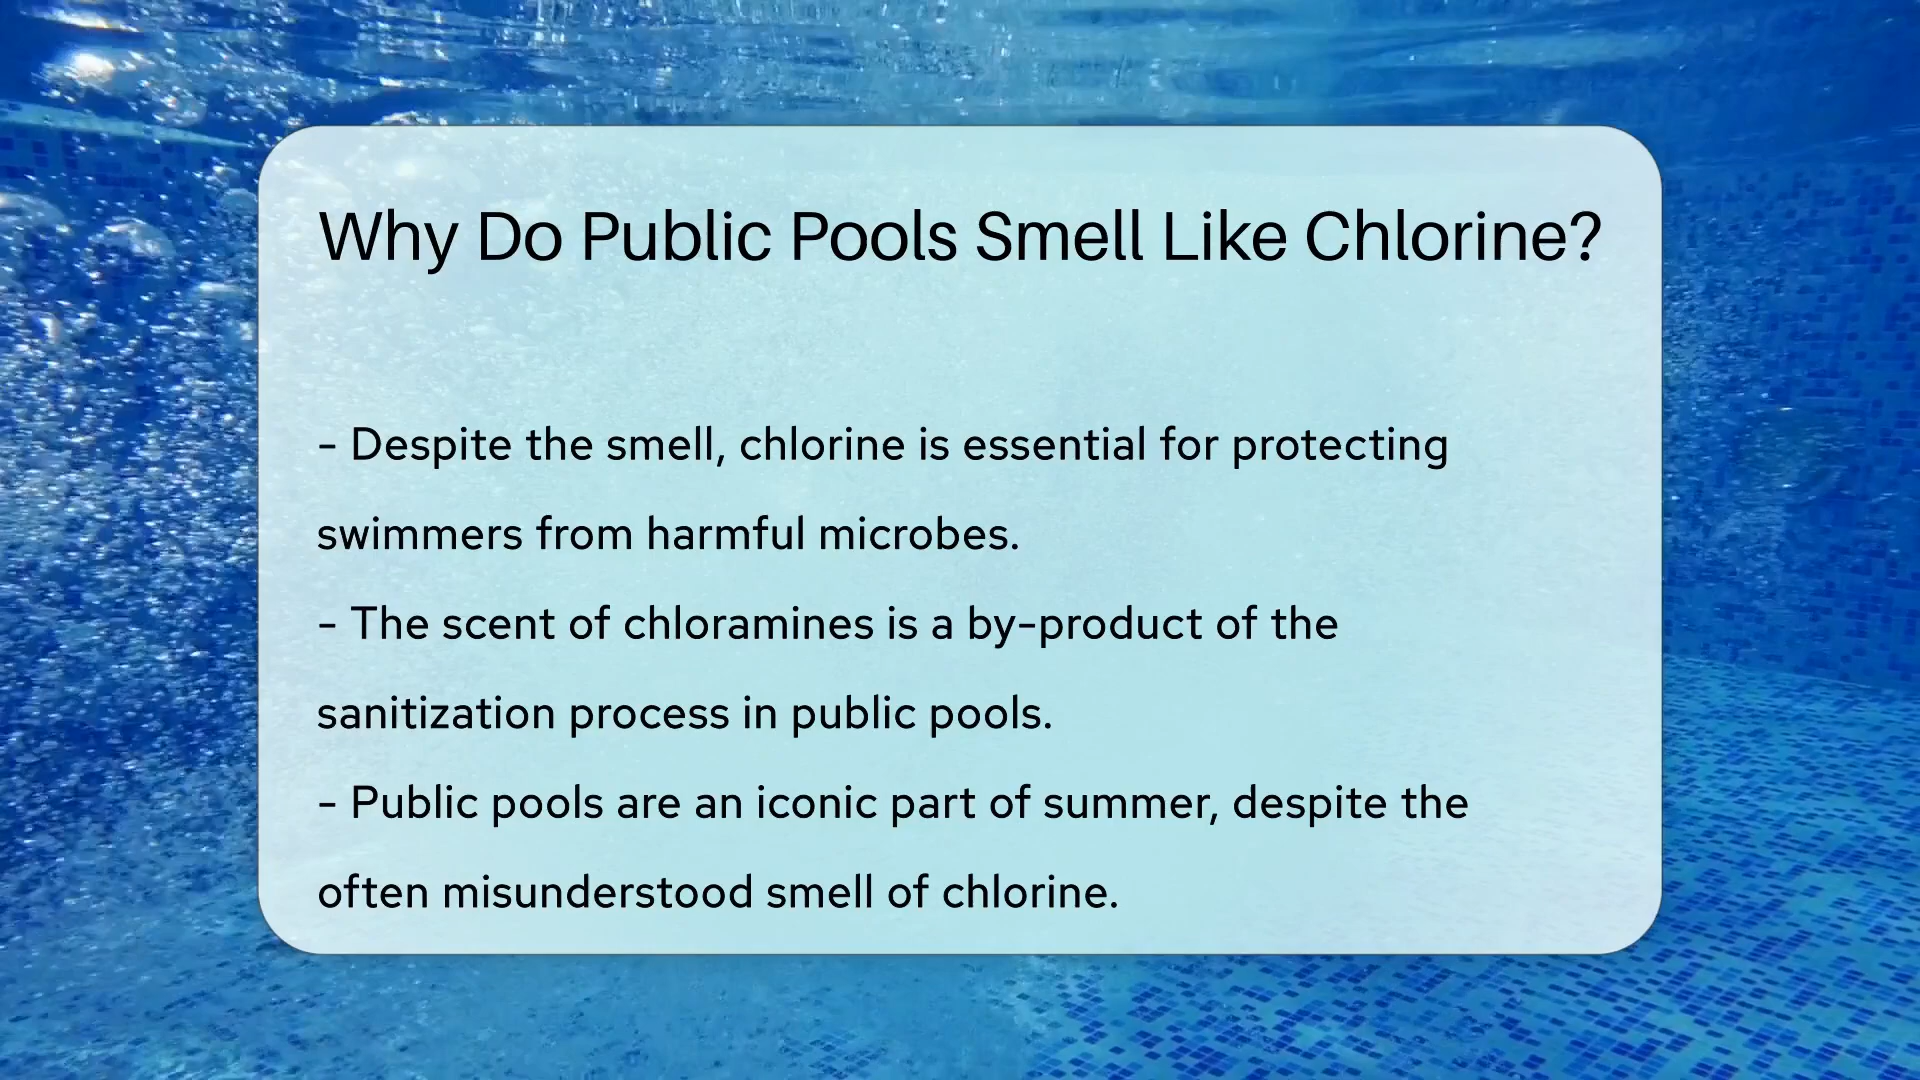 Why Do Public Pools Smell Like Chlorine?
- Despite the smell, chlorine is essential for protecting
swimmers from harmful microbes.
- The scent of chloramines is a by-product of the
sanitization process in public pools.
- Public pools are an iconic part of summer, despite the
often misunderstood smell of chlorine.